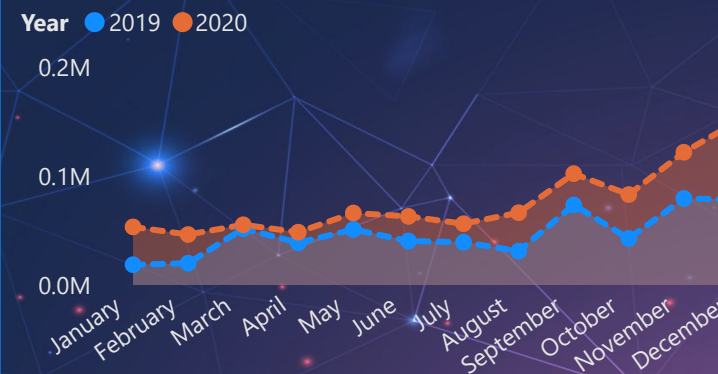 Year 2019 2020
0.2M
0.1M
0.0M
January February March April May June July August September October November December